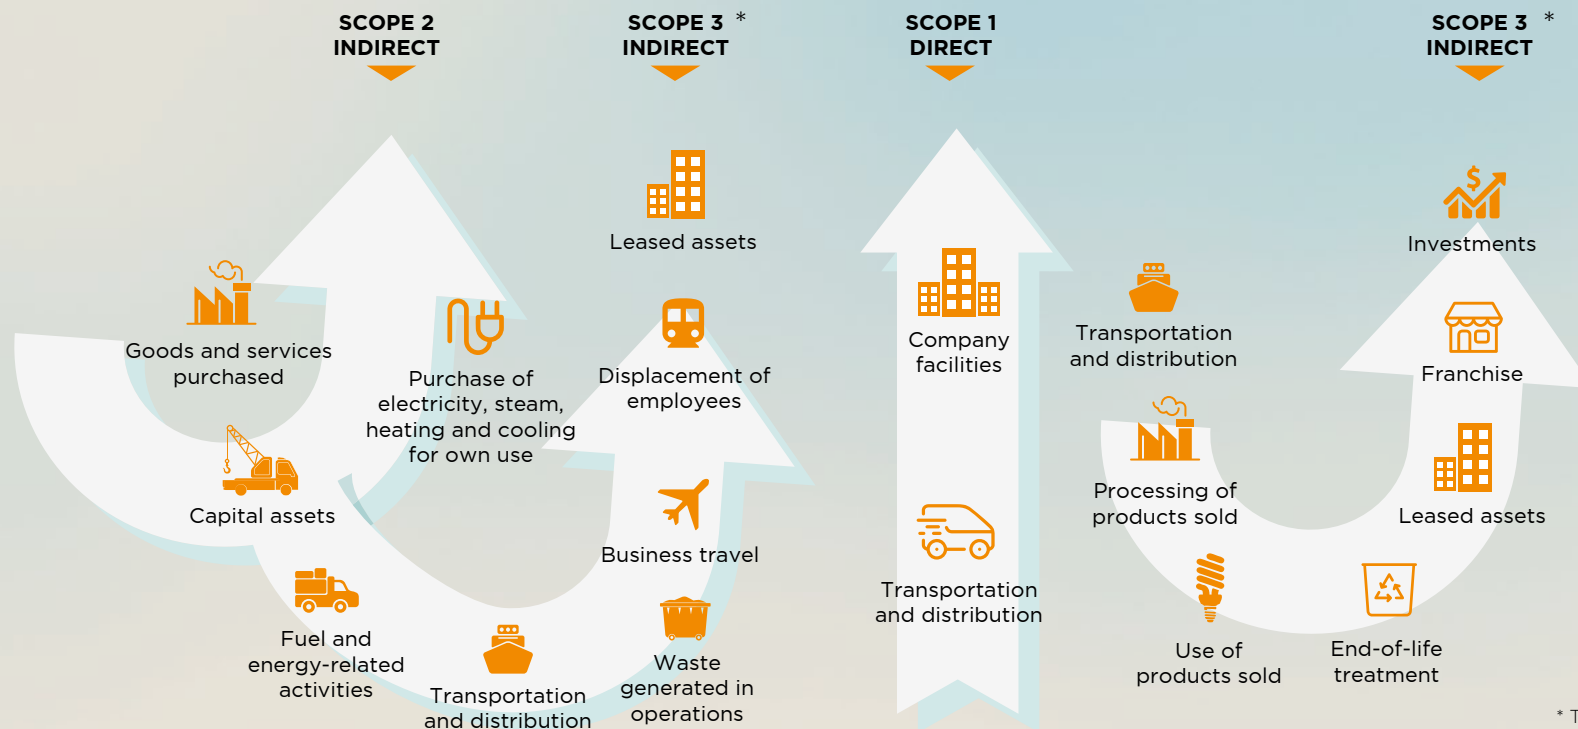 SCOPE 2
INDIRECT
SCOPE 3 *
INDIRECT
SCOPE 1
DIRECT
SCOPE 3 *
INDIRECT
Goods and services
purchased
Capital assets
Fuel and
energy-related
activities
Purchase of
electricity, steam,
heating and cooling
for own use
Transportation
and distribution
Leased assets
Displacement of
employees
Business travel
Waste
generated in
operations
Company
facilities
Transportation
and distribution
Transportation
and distribution
Processing of
products sold
Use of
products sold
End-of-life
treatment
Investments
$
Franchise
Leased assets
* T